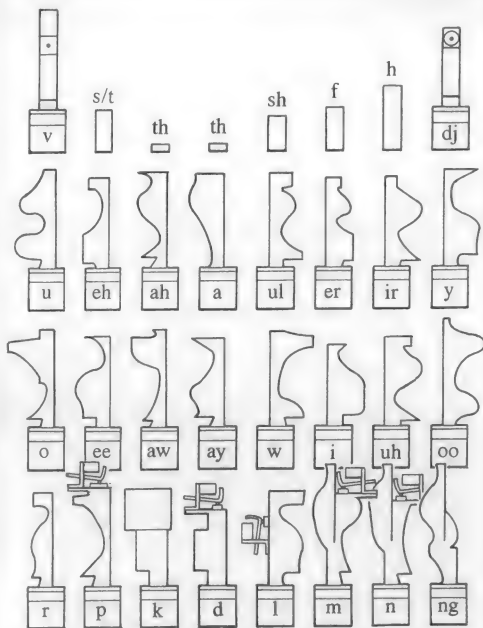 v s/t th th sh f h dj
u eh ah a ul er ir y
o ee aw ay w i uh oo
r p k d l m n ng